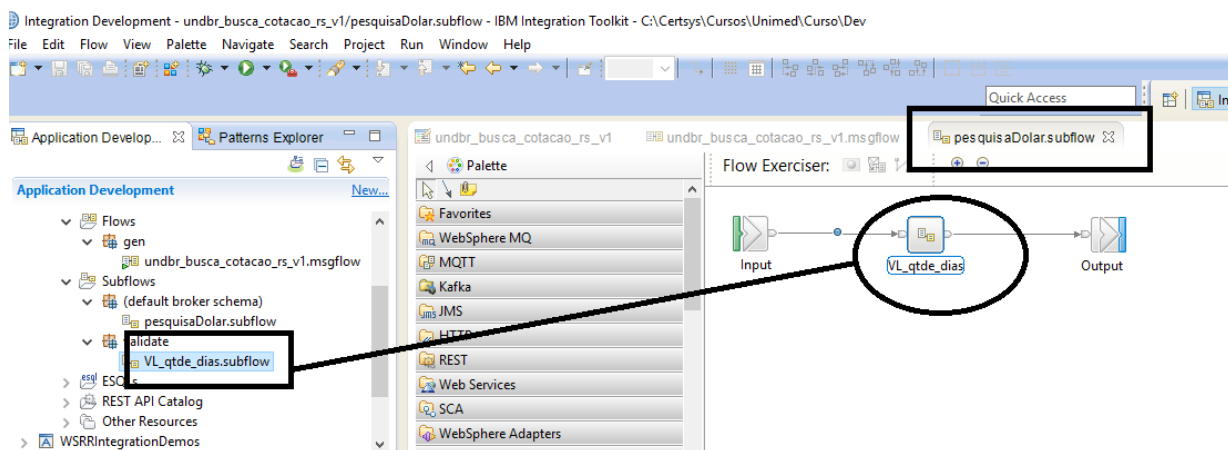 Integration Development - undbr_busca_cotacao_rs_v1/pesquisaDolar.subflow - IBM Integration Toolkit - C:\Certsys\Cursos\Unimed\Curso\Dev
File Edit Flow View Palette Navigate Search Project Run Window Help
Quick Access
In
Application Develop...
Patterns Explorer
undbr_busca_cotacao_rs_v1
undbr_busca_cotacao_rs_v1.msgflow
pesquisaDolar.subflow
Palette
Flow Exerciser:
Application Development
New...
Flows
gen
undbr_busca_cotacao_rs_v1.msgflow
Subflows
(default broker schema)
pesquisaDolar.subflow
validate
VL_qtde_dias.subflow
REST API Catalog
Other Resources
WSRRIntegrationDemos
Favorites
WebSphere MQ
MQTT
Kafka
JMS
HTTP
REST
Web Services
SCA
WebSphere Adapters
Input
VL_qtde_dias
Output